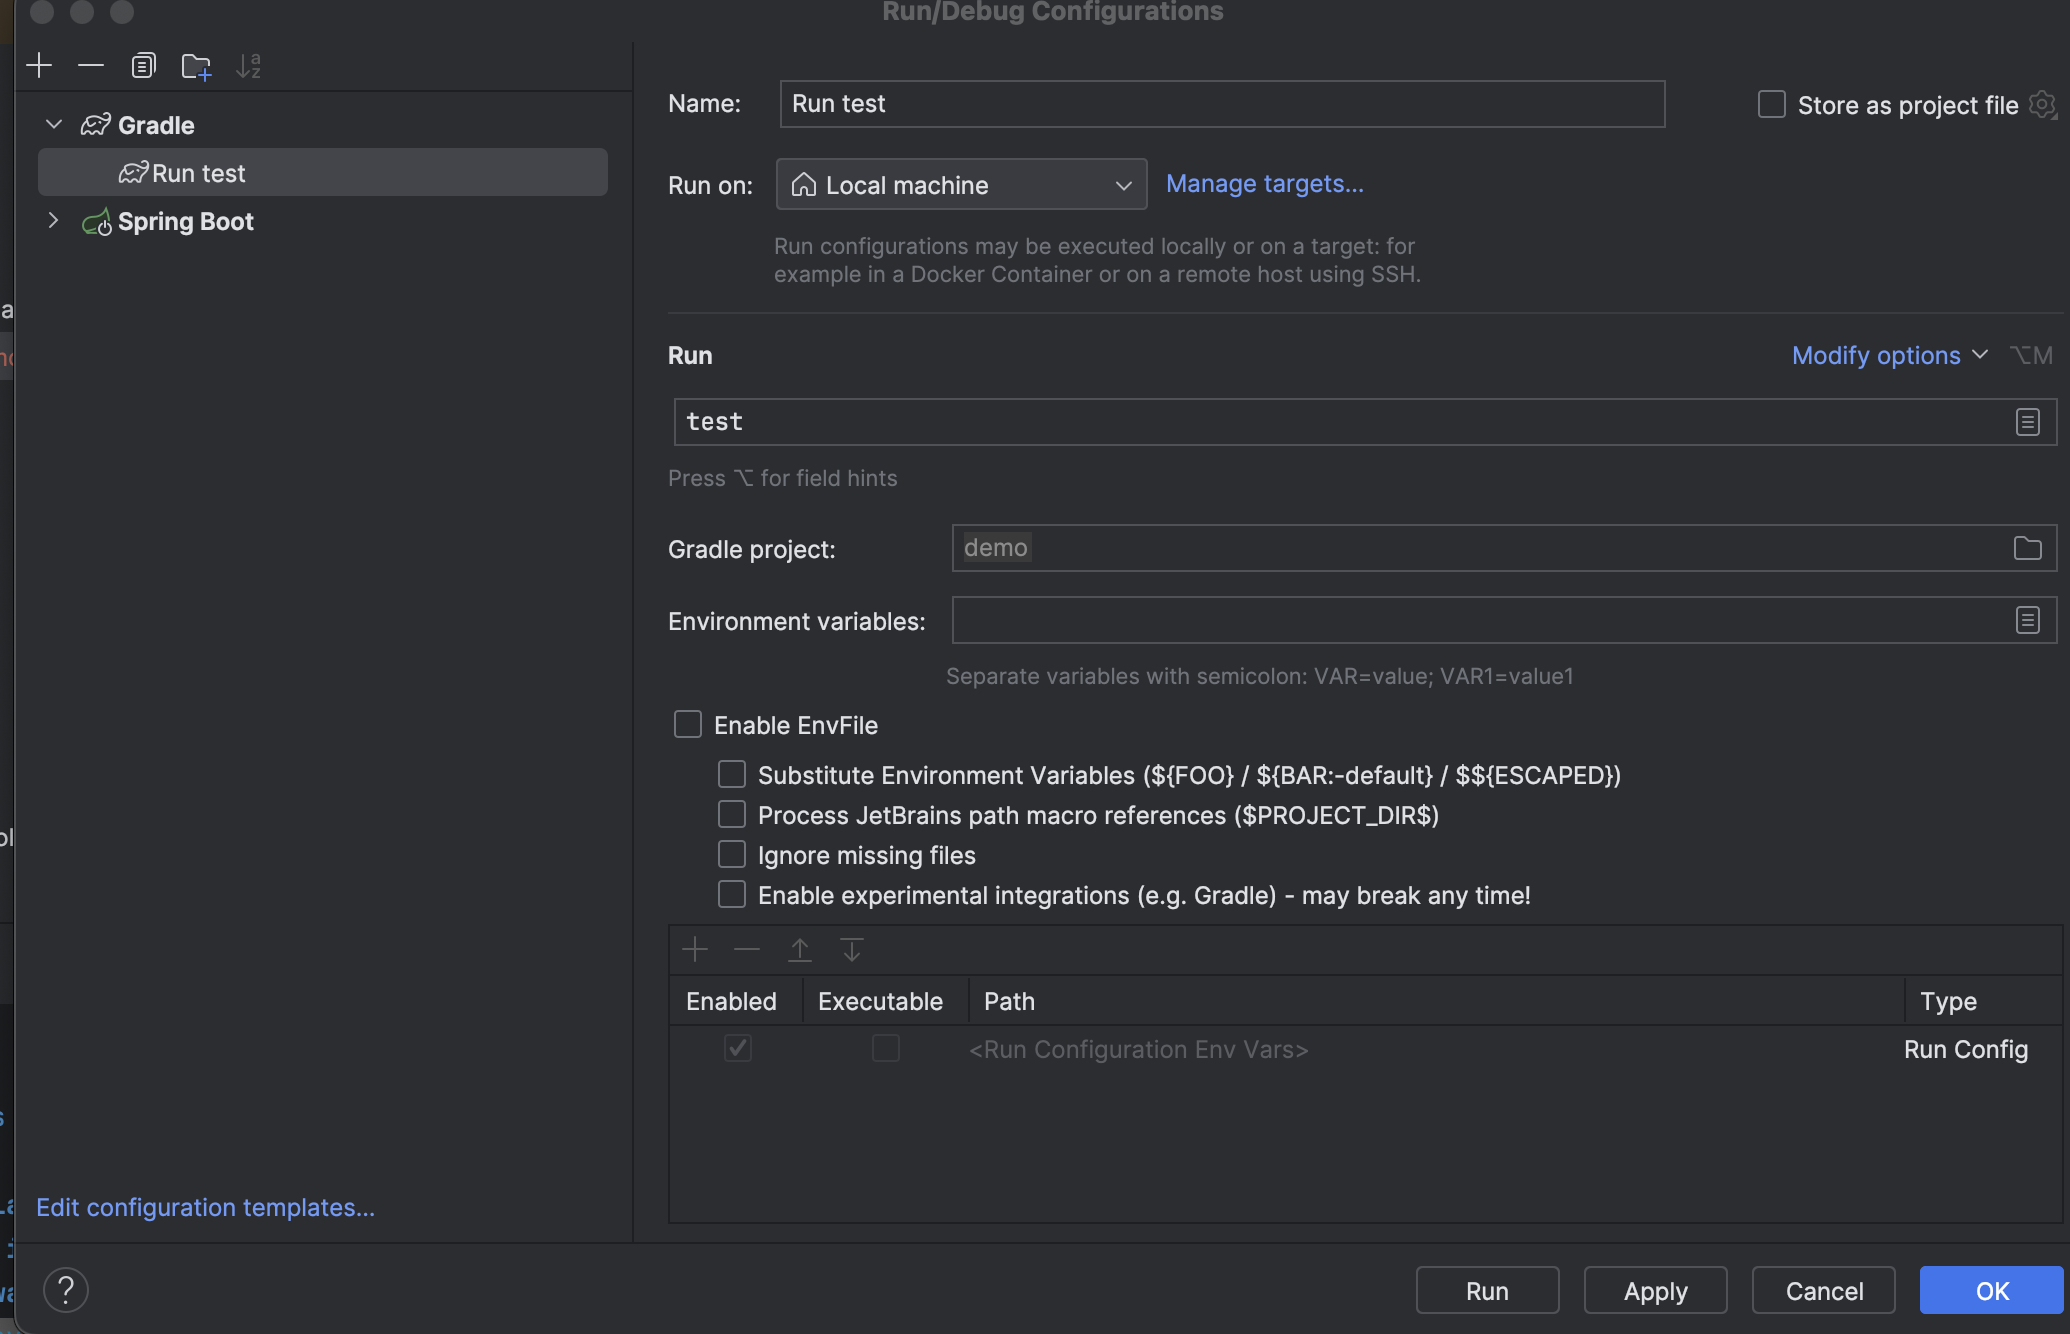 Run/Debug Configurations
Gradle
Run test
Spring Boot
Edit configuration templates...
Name:
Run test
Store as project file
Run on:
Local machine
Manage targets...
Run configurations may be executed locally or on a target: for
example in a Docker Container or on a remote host using SSH.
Run
Modify options
⌥M
test
Press ⌥ for field hints
Gradle project:
demo
Environment variables:
Separate variables with semicolon: VAR=value; VAR1=value1
Enable EnvFile
Substitute Environment Variables (${FOO} / ${BAR:-default} / $${ESCAPED})
Process JetBrains path macro references ($PROJECT_DIR$)
Ignore missing files
Enable experimental integrations (e.g. Gradle) - may break any time!
Enabled Executable Path Type
<Run Configuration Env Vars> Run Config
? Run Apply Cancel OK